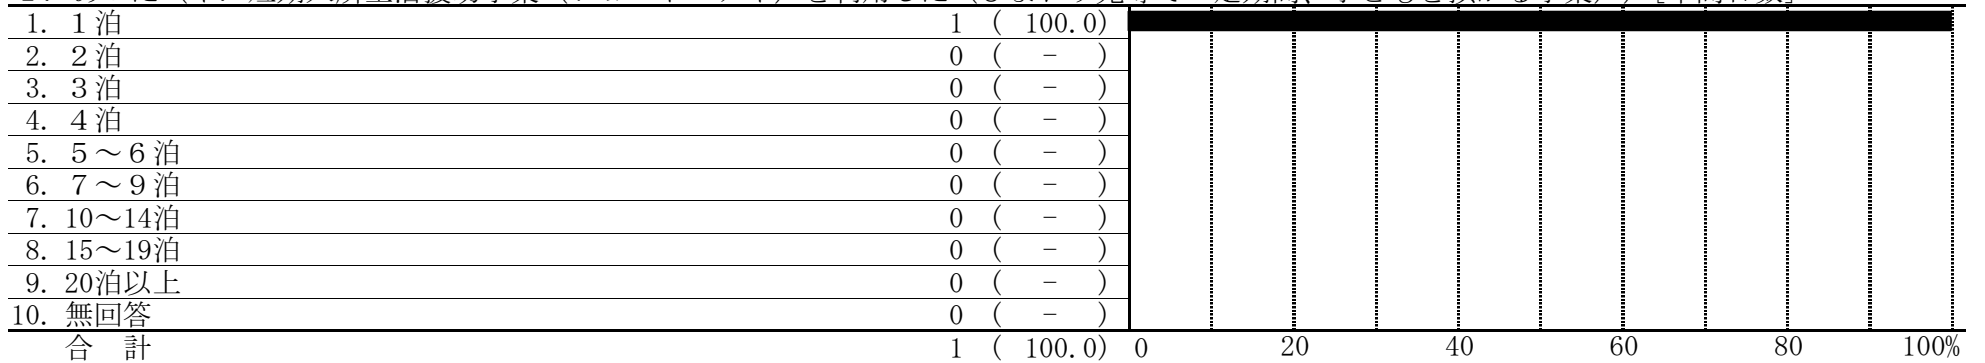 1. １泊 1 ( 100.0)
2. ２泊 0 ( － )
3. ３泊 0 ( － )
4. ４泊 0 ( － )
5. ５～６泊 0 ( － )
6. ７～９泊 0 ( － )
7. 10～14泊 0 ( － )
8. 15～19泊 0 ( － )
9. 20泊以上 0 ( － )
10. 無回答 0 ( － )
合　計 1 ( 100.0) 0 20 40 60 80 100%